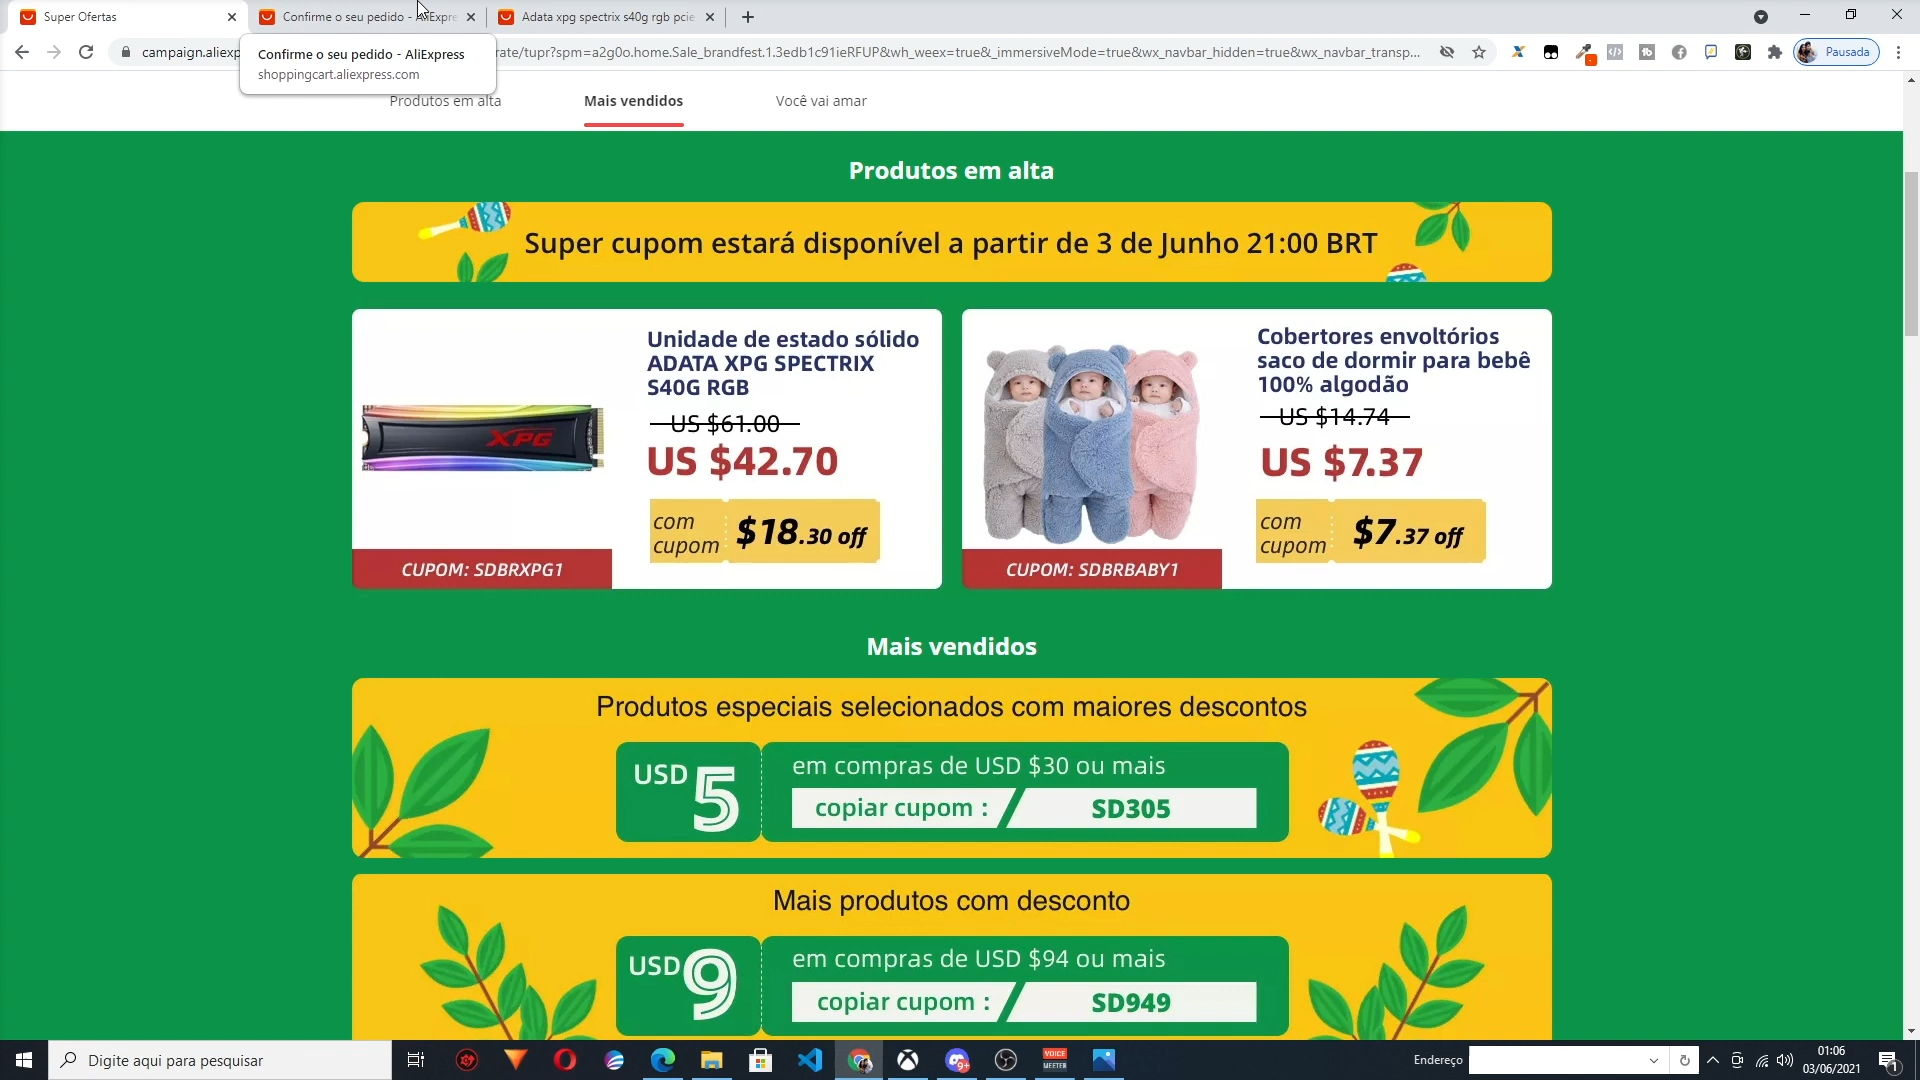 Super Ofertas
Confirme o seu pedido - AliExpre
Adata xpg spectrix s40g rgb pcie
campaign.aliexp
rate/tupr?spm=a2g0o.home.Sale_brandfest.1.3edb1c91ieRFUP&wh_weex=true&_immersiveMode=true&wx_navbar_hidden=true&wx_navbar_transp...
Pausada
Confirme o seu pedido - AliExpress
shoppingcart.aliexpress.com
Produtos em alta
Mais vendidos
Você vai amar
Produtos em alta
Super cupom estará disponível a partir de 3 de Junho 21:00 BRT
Unidade de estado sólido
ADATA XPG SPECTRIX
S40G RGB
US $61.00
US $42.70
com
cupom
$18.30 off
XPG
CUPOM: SDBRXPG1
Cobertores envoltórios
saco de dormir para bebê
100% algodão
US $14.74
US $7.37
com
cupom
$7.37 off
CUPOM: SDBRBABY1
Mais vendidos
Produtos especiais selecionados com maiores descontos
USD 5
em compras de USD $30 ou mais
copiar cupom :
SD305
Mais produtos com desconto
USD 9
em compras de USD $94 ou mais
copiar cupom :
SD949
Digite aqui para pesquisar
9+
VOICE
MEETER
Endereço
01:06
03/06/2021
1